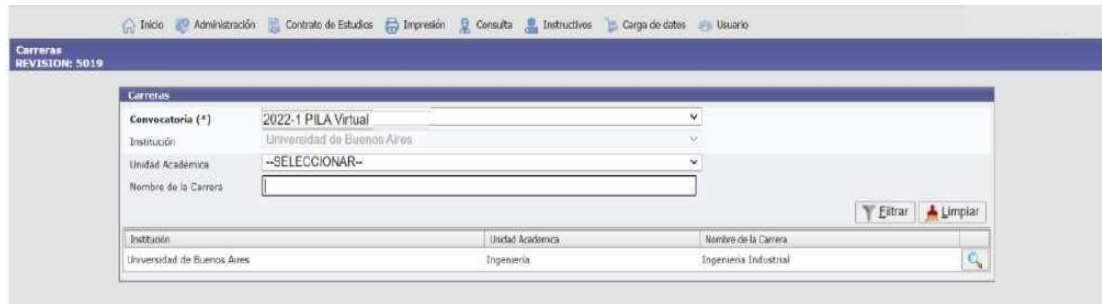 Inicio Administración Contrato de Estudios Impresión Consulta Instructivos Carga de datos Usuario
Carreras
REVISION: 5019
Carreras
Convocatoria (*) 2022-1 PILA Virtual
Institución Universidad de Buenos Aires
Unidad Académica --SELECCIONAR--
Nombre de la Carrera
Filtrar Limpiar
Institución Unidad Academica Nombre de la Carrera
Universidad de Buenos Aires Ingeniería Ingeniería Industrial